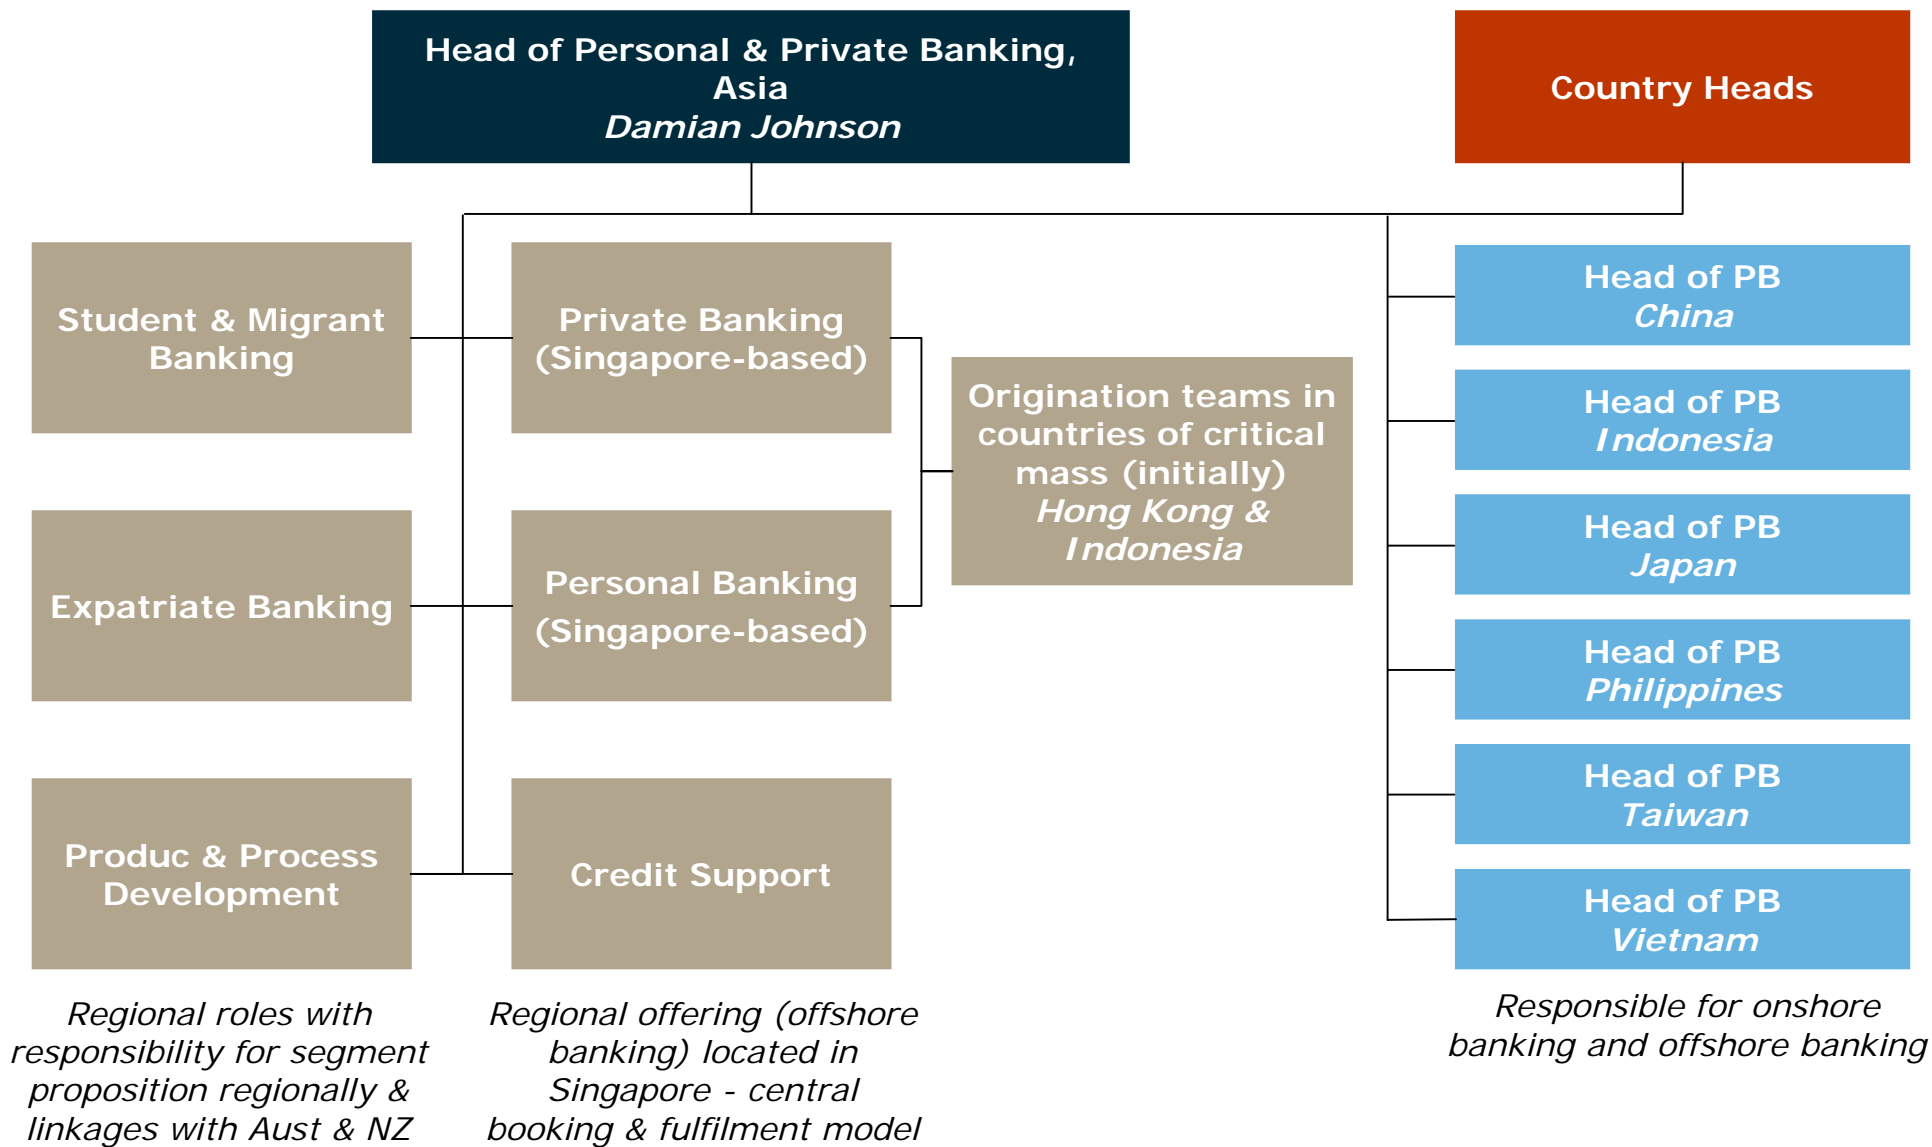 Head of Personal & Private Banking,
Asia
Damian Johnson
Country Heads
Student & Migrant
Banking
Private Banking
(Singapore-based)
Origination teams in
countries of critical
mass (initially)
Hong Kong &
Indonesia
Expatriate Banking
Personal Banking
(Singapore-based)
Produc & Process
Development
Credit Support
Head of PB
China
Head of PB
Indonesia
Head of PB
Japan
Head of PB
Philippines
Head of PB
Taiwan
Head of PB
Vietnam
Regional roles with
responsibility for segment
proposition regionally &
linkages with Aust & NZ
Regional offering (offshore
banking) located in
Singapore - central
booking & fulfilment model
Responsible for onshore
banking and offshore banking